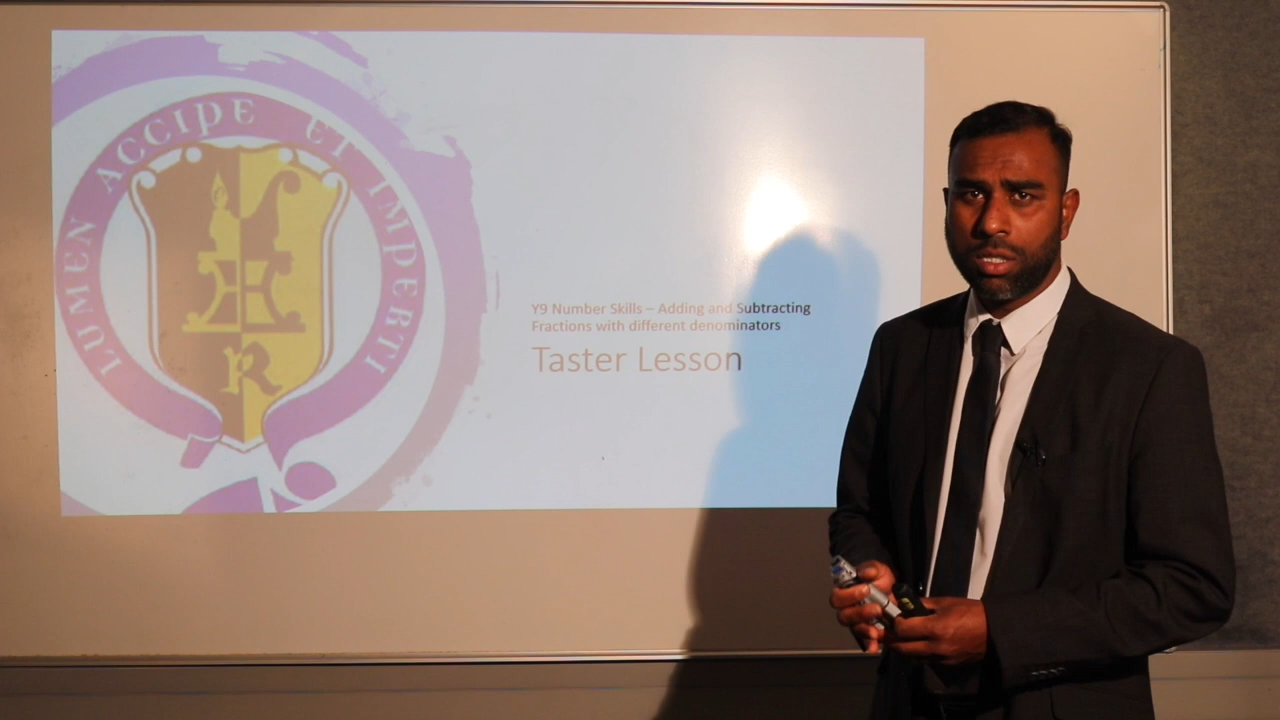 LUMEN ACCIPE ET IMPERTI
H
R
Y9 Number Skills – Adding and Subtracting
Fractions with different denominators
Taster Lesson